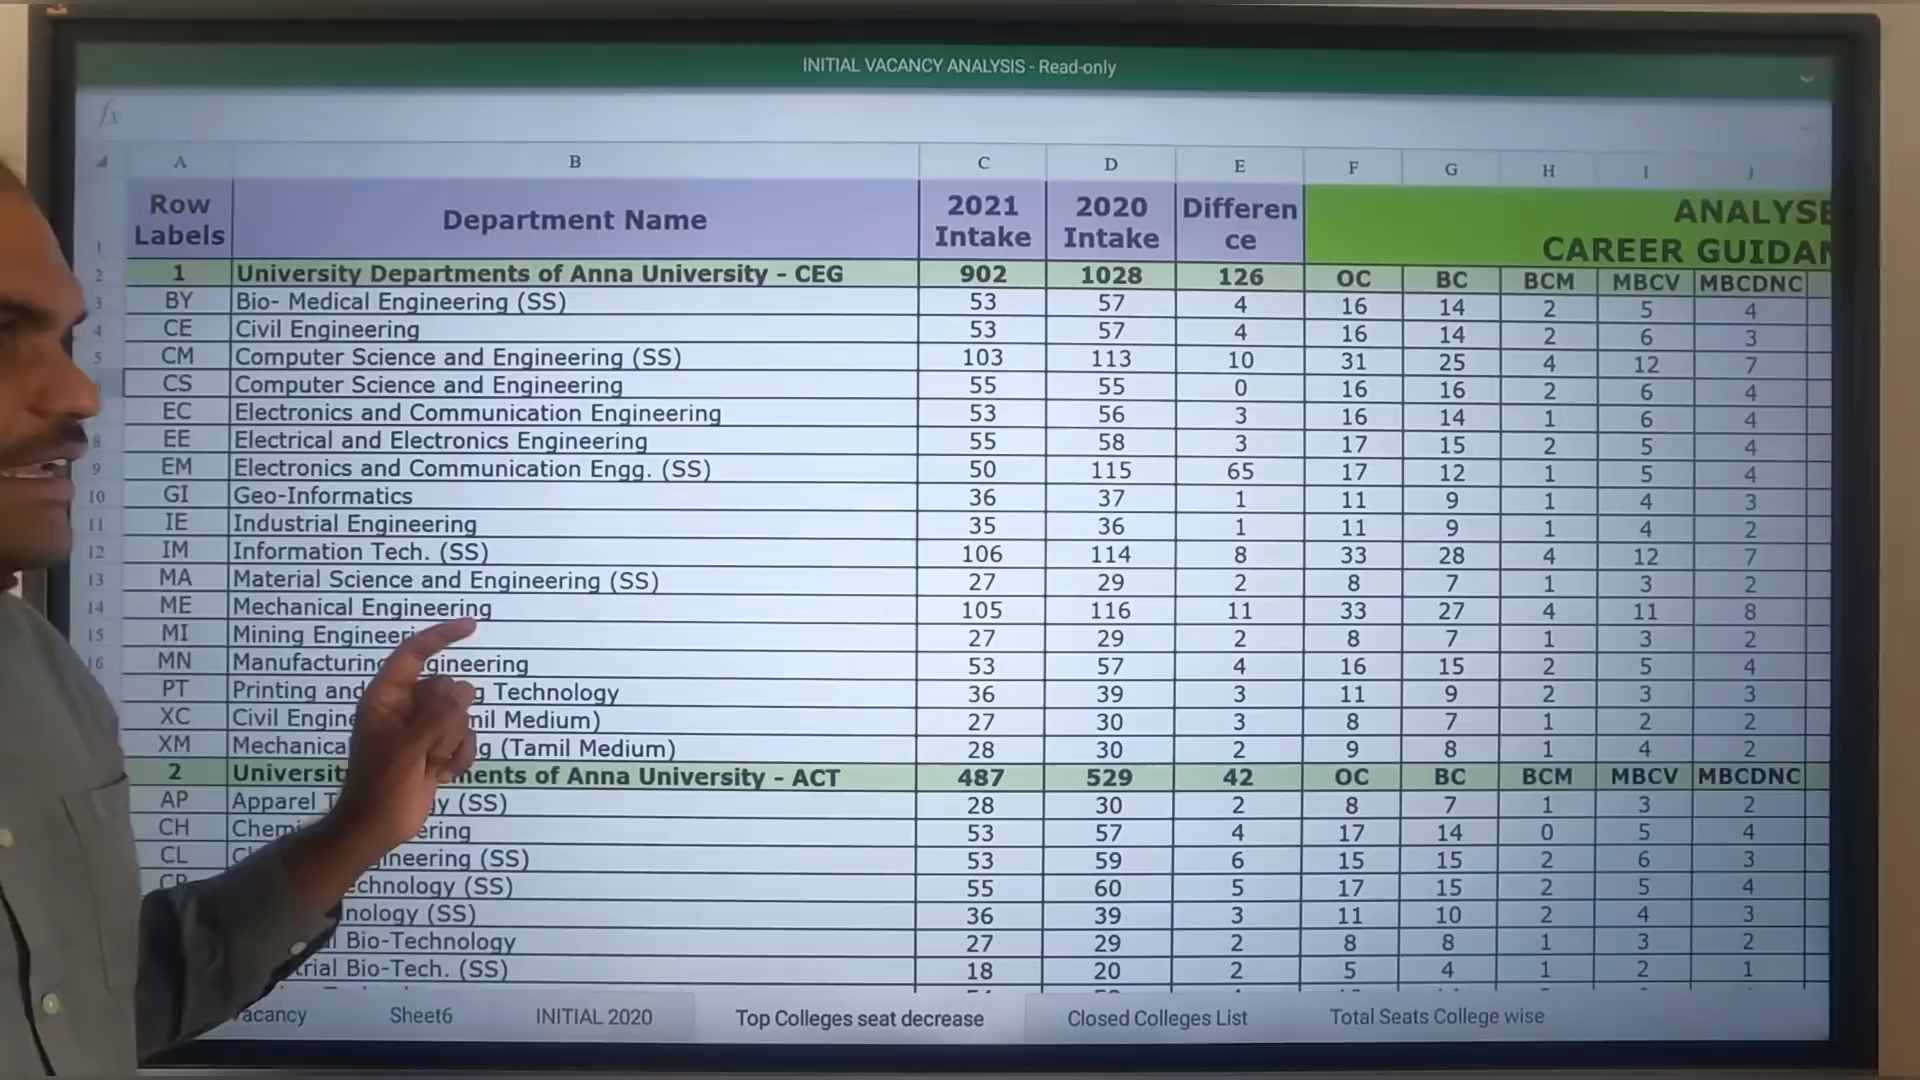 INITIAL VACANCY ANALYSIS - Read-only
fx
A B C D E F G H I J
Row Labels Department Name 2021 Intake 2020 Intake Differen ce ANALYSE
CAREER GUIDAN
1
2 1 University Departments of Anna University - CEG 902 1028 126 OC BC BCM MBCV MBCDNC
3 BY Bio- Medical Engineering (SS) 53 57 4 16 14 2 5 4
4 CE Civil Engineering 53 57 4 16 14 2 6 3
5 CM Computer Science and Engineering (SS) 103 113 10 31 25 4 12 7
CS Computer Science and Engineering 55 55 0 16 16 2 6 4
EC Electronics and Communication Engineering 53 56 3 16 14 1 6 4
8 EE Electrical and Electronics Engineering 55 58 3 17 15 2 5 4
9 EM Electronics and Communication Engg. (SS) 50 115 65 17 12 1 5 4
10 GI Geo-Informatics 36 37 1 11 9 1 4 3
11 IE Industrial Engineering 35 36 1 11 9 1 4 2
12 IM Information Tech. (SS) 106 114 8 33 28 4 12 7
13 MA Material Science and Engineering (SS) 27 29 2 8 7 1 3 2
14 ME Mechanical Engineering 105 116 11 33 27 4 11 8
15 MI Mining Engineeri 27 29 2 8 7 1 3 2
16 MN Manufacturing gineering 53 57 4 16 15 2 5 4
PT Printing and g Technology 36 39 3 11 9 2 3 3
XC Civil Engine mil Medium) 27 30 3 8 7 1 2 2
XM Mechanica g (Tamil Medium) 28 30 2 9 8 1 4 2
2 Universit ments of Anna University - ACT 487 529 42 OC BC BCM MBCV MBCDNC
AP Apparel T y (SS) 28 30 2 8 7 1 3 2
CH Chemi ering 53 57 4 17 14 0 5 4
CL C ineering (SS) 53 59 6 15 15 2 6 3
echnology (SS) 55 60 5 17 15 2 5 4
nology (SS) 36 39 3 11 10 2 4 3
l Bio-Technology 27 29 2 8 8 1 3 2
trial Bio-Tech. (SS) 18 20 2 5 4 1 2 1
acancy Sheet6 INITIAL 2020 Top Colleges seat decrease Closed Colleges List Total Seats College wise